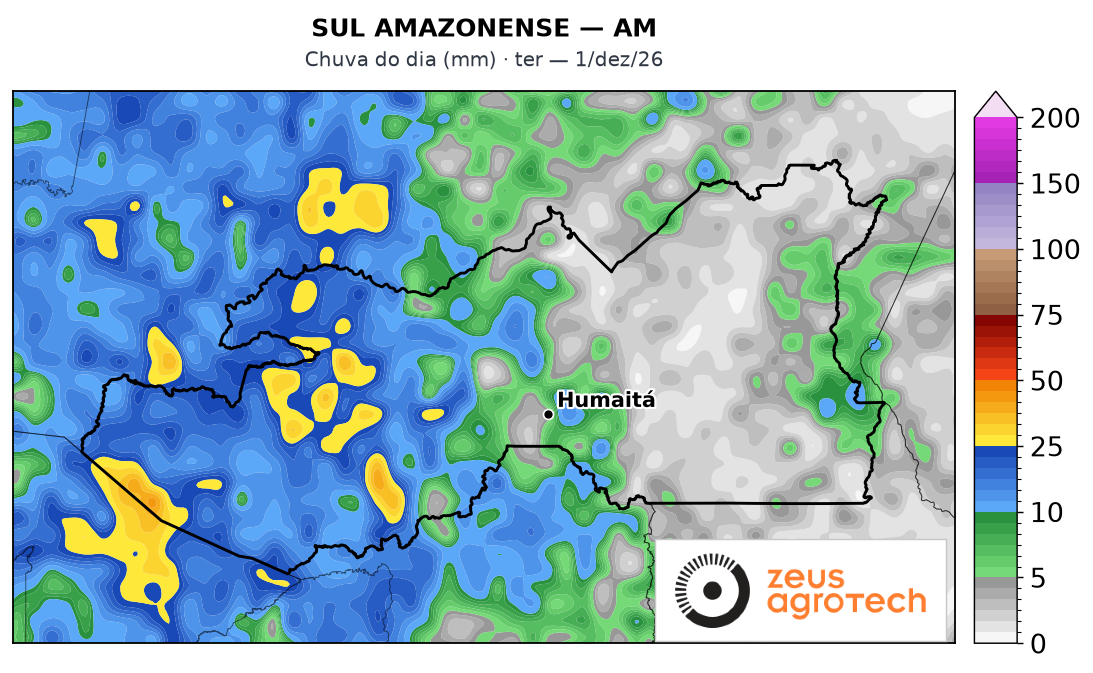 SUL AMAZONENSE — AM
Chuva do dia (mm) · ter — 1/dez/26
200
150
100
75
50
25
10
5
0
Humaitá
zeus
agroтech